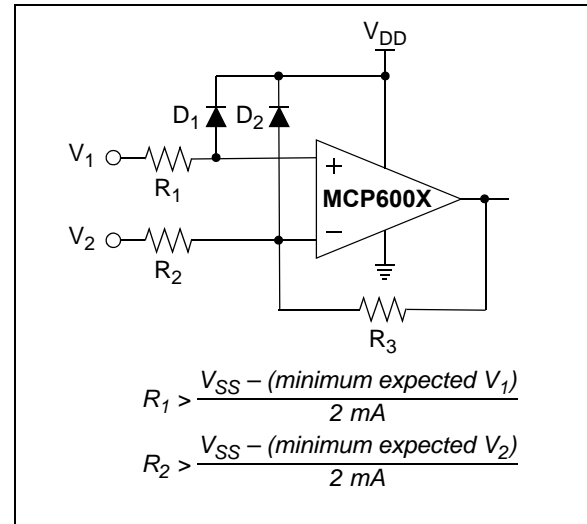 V_DD
D_1 D_2
V_1
R_1
+
MCP600X
V_2
R_2
–
R_3
R_1 > V_SS – (minimum expected V_1)
2 mA
R_2 > V_SS – (minimum expected V_2)
2 mA